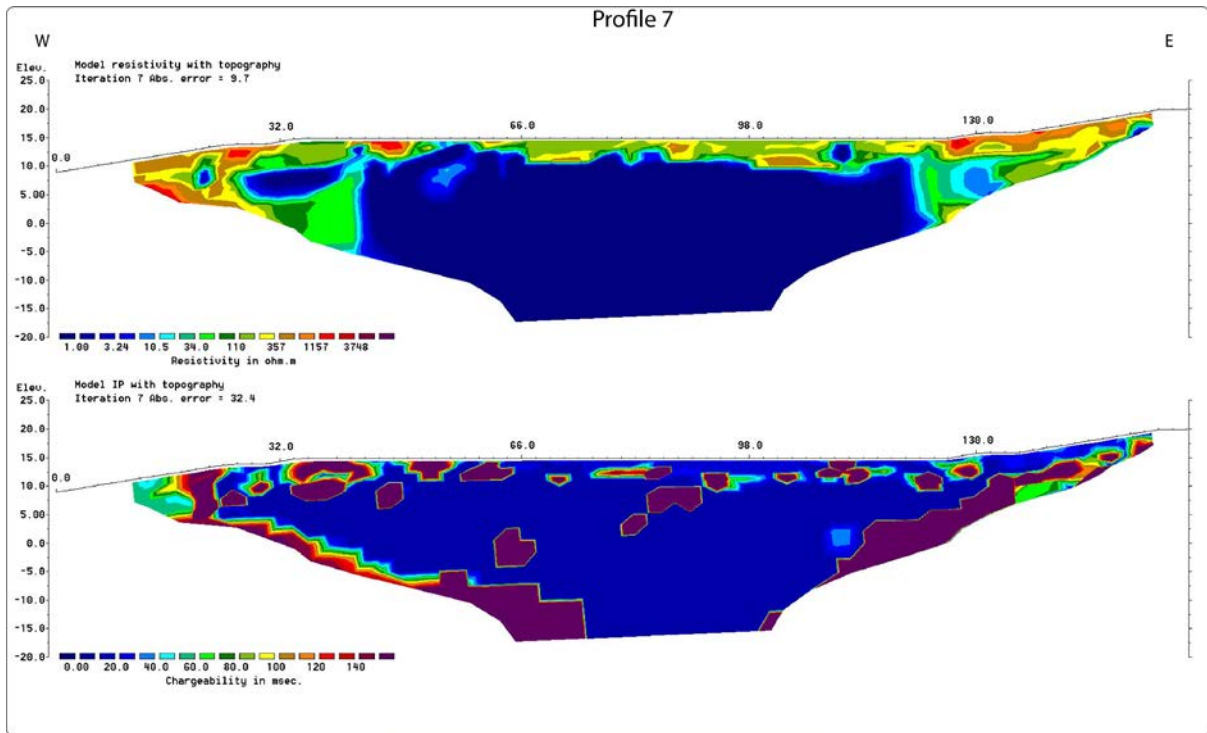 Profile 7
W E
Model resistivity with topography
Elev. Iteration 7 Abs. error = 9.7
25.0
20.0
15.0
10.0
5.00
0.0
-5.0
-10.0
-15.0
-20.0
0.0 32.0 66.0 98.0 130.0
1.00 3.24 10.5 34.0 110 357 1157 3748
Resistivity in ohm.m
Model IP with topography
Elev. Iteration 7 Abs. error = 32.4
25.0
20.0
15.0
10.0
5.00
0.0
-5.0
-10.0
-15.0
-20.0
0.0 32.0 66.0 98.0 130.0
0.00 20.0 40.0 60.0 80.0 100 120 140
Chargeability in msec.